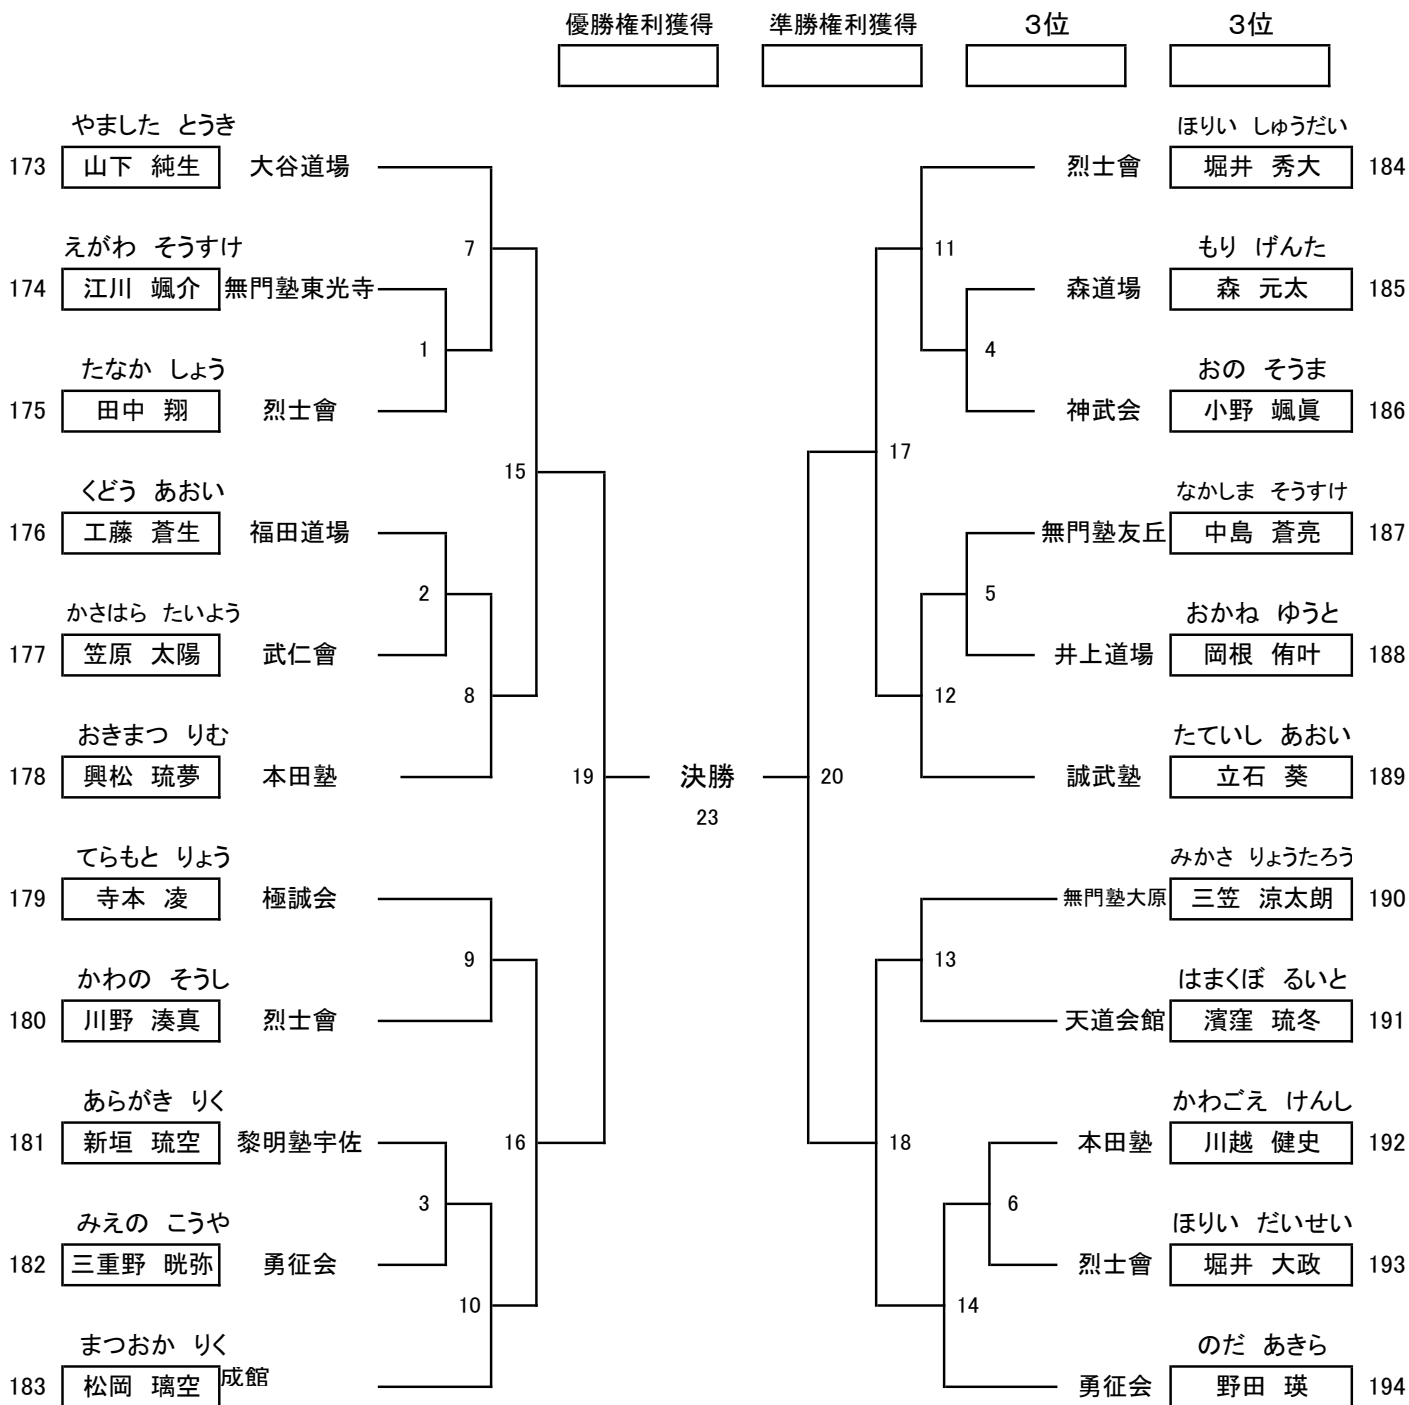 優勝権利獲得 準勝権利獲得 3位 3位
やました とうき
173 山下 純生 大谷道場
えがわ そうすけ
174 江川 颯介 無門塾東光寺
たなか しょう
175 田中 翔 烈士會
くどう あおい
176 工藤 蒼生 福田道場
かさはら たいよう
177 笠原 太陽 武仁會
おきまつ りむ
178 興松 琉夢 本田塾
てらもと りょう
179 寺本 凌 極誠会
かわの そうし
180 川野 湊真 烈士會
あらがき りく
181 新垣 琉空 黎明塾宇佐
みえの こうや
182 三重野 晄弥 勇征会
まつおか りく
183 松岡 璃空 成館
7
1
15
2
8
19
9
16
3
10
決勝
23
ほりい しゅうだい
烈士會 堀井 秀大 184
もり げんた
森道場 森 元太 185
おの そうま
神武会 小野 颯眞 186
なかしま そうすけ
無門塾友丘 中島 蒼亮 187
おかね ゆうと
井上道場 岡根 侑叶 188
たていし あおい
誠武塾 立石 葵 189
みかさ りょうたろう
無門塾大原 三笠 涼太朗 190
はまくぼ るいと
天道会館 濱窪 琉冬 191
かわごえ けんし
本田塾 川越 健史 192
ほりい だいせい
烈士會 堀井 大政 193
のだ あきら
勇征会 野田 瑛 194
11
4
17
5
12
20
13
18
6
14